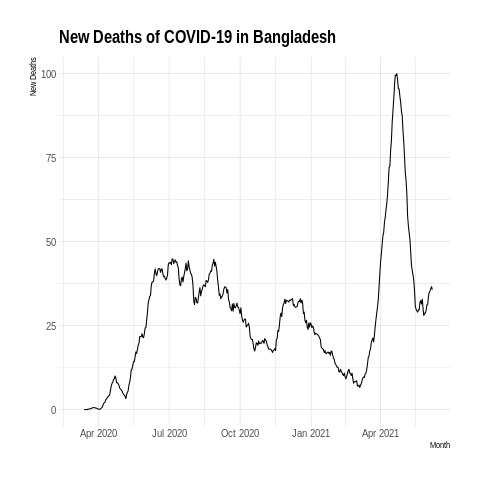 New Deaths of COVID-19 in Bangladesh
New Deaths
100
75
50
25
0
Apr 2020 Jul 2020 Oct 2020 Jan 2021 Apr 2021
Month